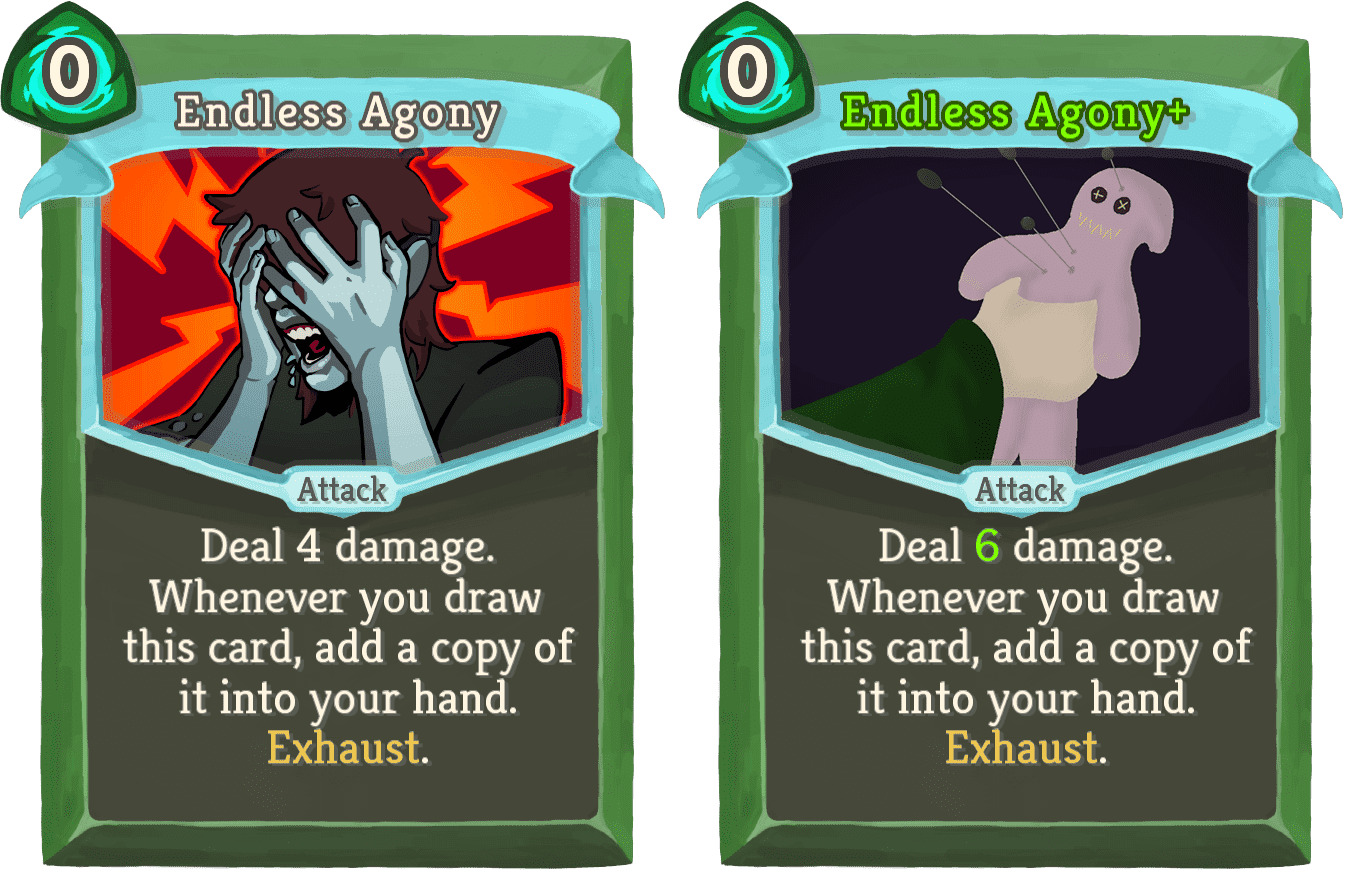 0
Endless Agony
Attack
Deal 4 damage.
Whenever you draw
this card, add a copy of
it into your hand.
Exhaust.
0
Endless Agony+
Attack
Deal 6 damage.
Whenever you draw
this card, add a copy of
it into your hand.
Exhaust.